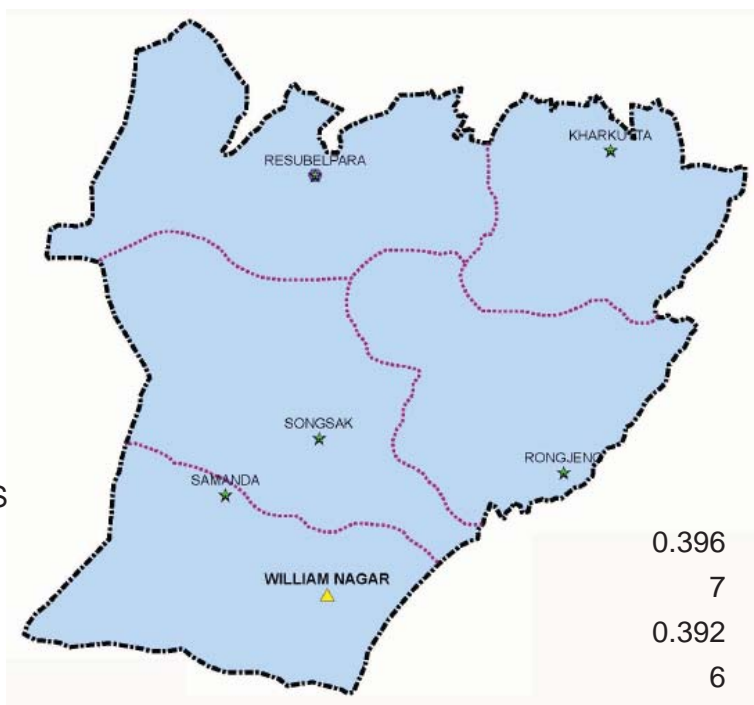 KHARKUTTA
RESUBELPARA
SONGSAK
RONGJENG
SAMANDA
S
0.396
WILLIAM NAGAR
7
0.392
6